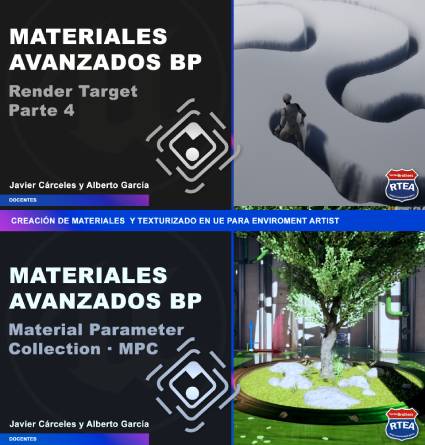 MATERIALES
AVANZADOS BP
Render Target
Parte 4
Javier Cárceles y Alberto García
DOCENTES
RTEA
CREACIÓN DE MATERIALES Y TEXTURIZADO EN UE PARA ENVIROMENT ARTIST
MATERIALES
AVANZADOS BP
Material Parameter
Collection · MPC
Javier Cárceles y Alberto García
DOCENTES
RTEA